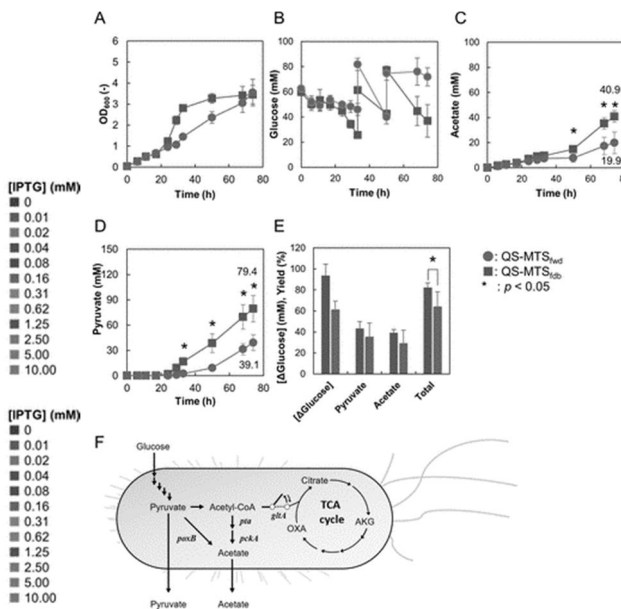 A
B
C
6
5
4
3
2
1
0
OD600 (-)
0 20 40 60 80
Time (h)
100
80
60
40
20
0
Glucose (mM)
0 20 40 60 80
Time (h)
80
60
40
20
0
Acetate (mM)
40.9
* *
*
19.9
0 20 40 60 80
Time (h)
[IPTG] (mM)
0
0.01
0.02
0.04
0.08
0.16
0.31
0.62
1.25
2.50
5.00
10.00
D
E
150
120
90
60
30
0
Pyruvate (mM)
79.4
* *
*
*
39.1
0 20 40 60 80
Time (h)
120
100
80
60
40
20
0
[ΔGlucose] (mM), Yield (%)
*
[ΔGlucose]
Pyruvate
Acetate
Total
: QS-MTSfwd
: QS-MTSfdb
* : p < 0.05
[IPTG] (mM)
0
0.01
0.02
0.04
0.08
0.16
0.31
0.62
1.25
2.50
5.00
10.00
F
Glucose
Pyruvate
Acetyl-CoA
gltA
Citrate
TCA
cycle
OXA
AKG
poxB
pta
pckA
Acetate
Pyruvate
Acetate